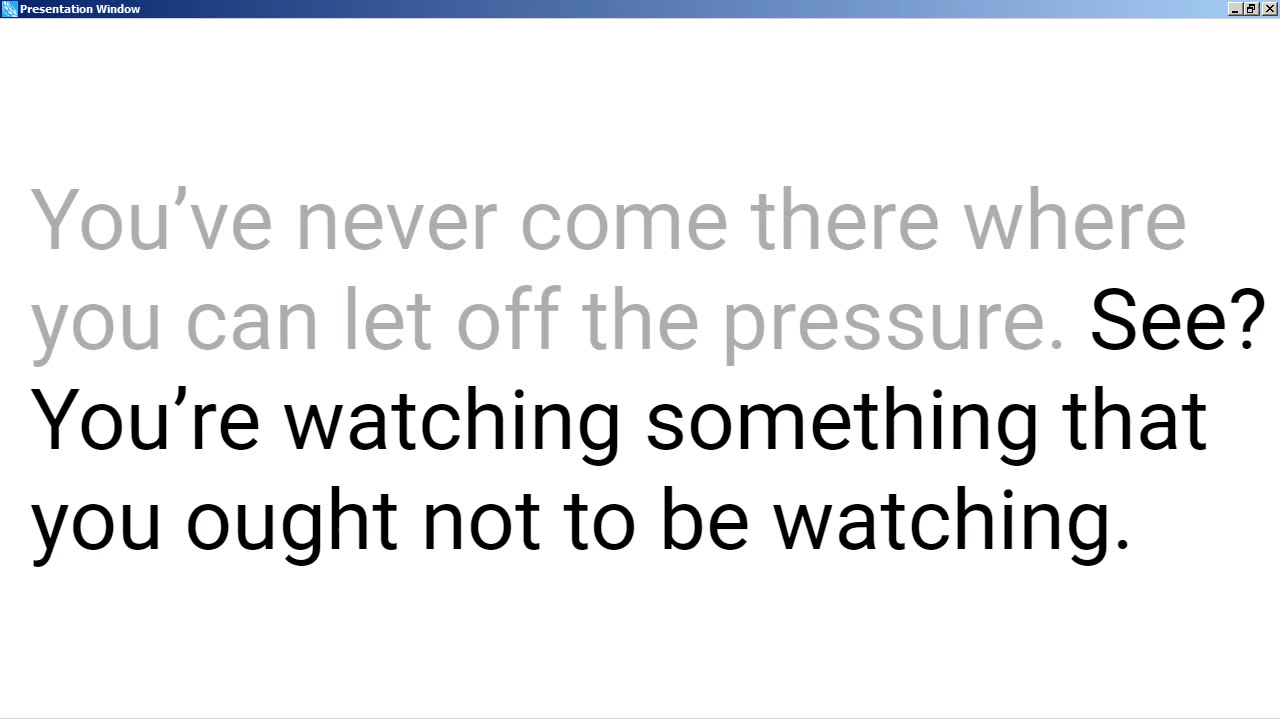 Presentation Window
You’ve never come there where
you can let off the pressure. See?
You’re watching something that
you ought not to be watching.